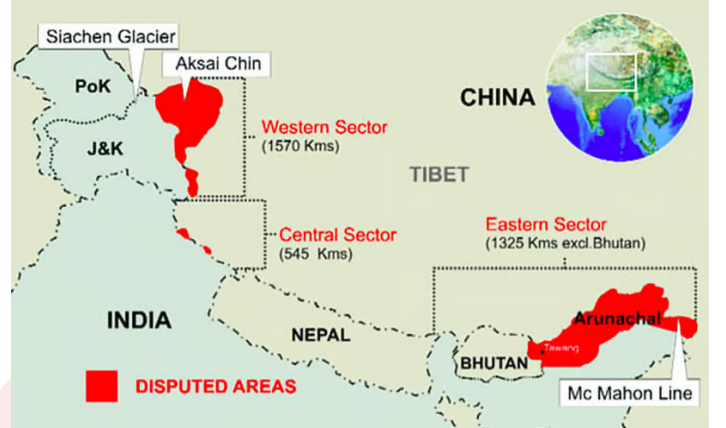 Siachen Glacier
Aksai Chin
PoK
CHINA
J&K
Western Sector
(1570 Kms)
TIBET
Central Sector
(545 Kms)
Eastern Sector
(1325 Kms excl.Bhutan)
INDIA
NEPAL
Arunachal
Tawang
BHUTAN
DISPUTED AREAS
Mc Mahon Line